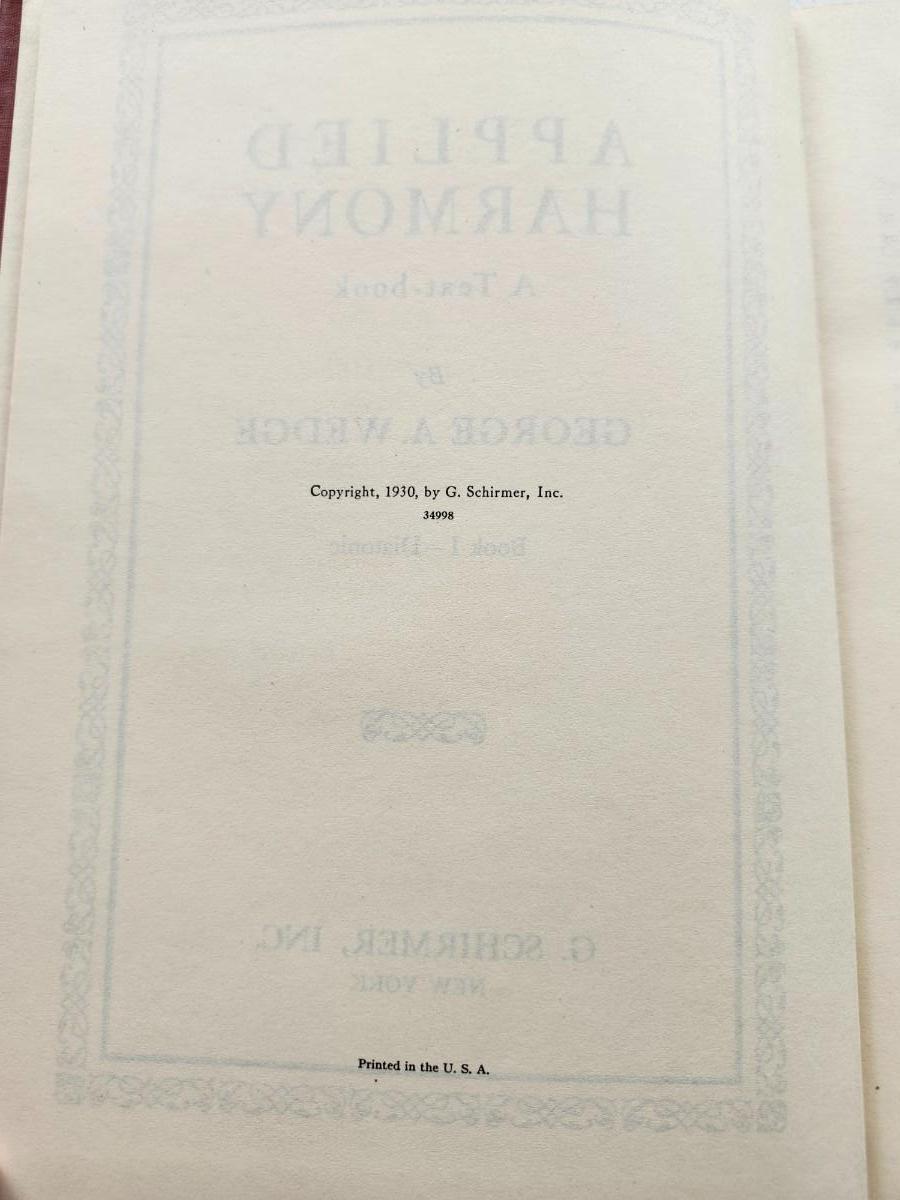 APPLIED
HARMONY
A Text-book
By
GEORGE A. WEDGE
Copyright, 1930, by G. Schirmer, Inc.
34998
Book I - Diatonic
G. SCHIRMER, INC.
NEW YORK
Printed in the U. S. A.